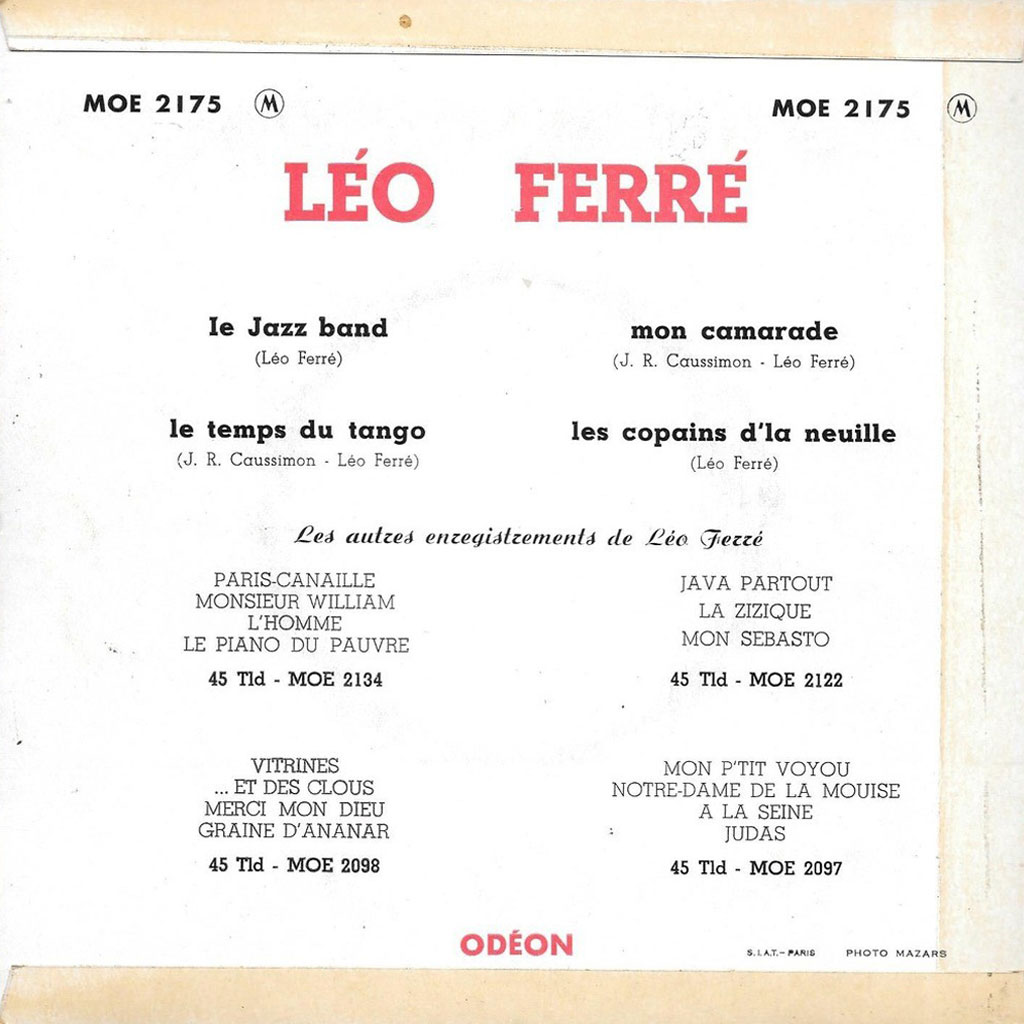 MOE 2175 Ⓜ MOE 2175 Ⓜ
LÉO FERRÉ
le Jazz band
(Léo Ferré)
mon camarade
(J. R. Caussimon - Léo Ferré)
le temps du tango
(J. R. Caussimon - Léo Ferré)
les copains d'la neuille
(Léo Ferré)
Les autres enregistrements de Léo Ferré
PARIS-CANAILLE
MONSIEUR WILLIAM
L'HOMME
LE PIANO DU PAUVRE
45 Tld - MOE 2134
JAVA PARTOUT
LA ZIZIQUE
MON SEBASTO
45 Tld - MOE 2122
VITRINES
... ET DES CLOUS
MERCI MON DIEU
GRAINE D'ANANAR
45 Tld - MOE 2098
MON P'TIT VOYOU
NOTRE-DAME DE LA MOUISE
A LA SEINE
JUDAS
45 Tld - MOE 2097
ODÉON
S.I.A.T. - PARIS PHOTO MAZARS